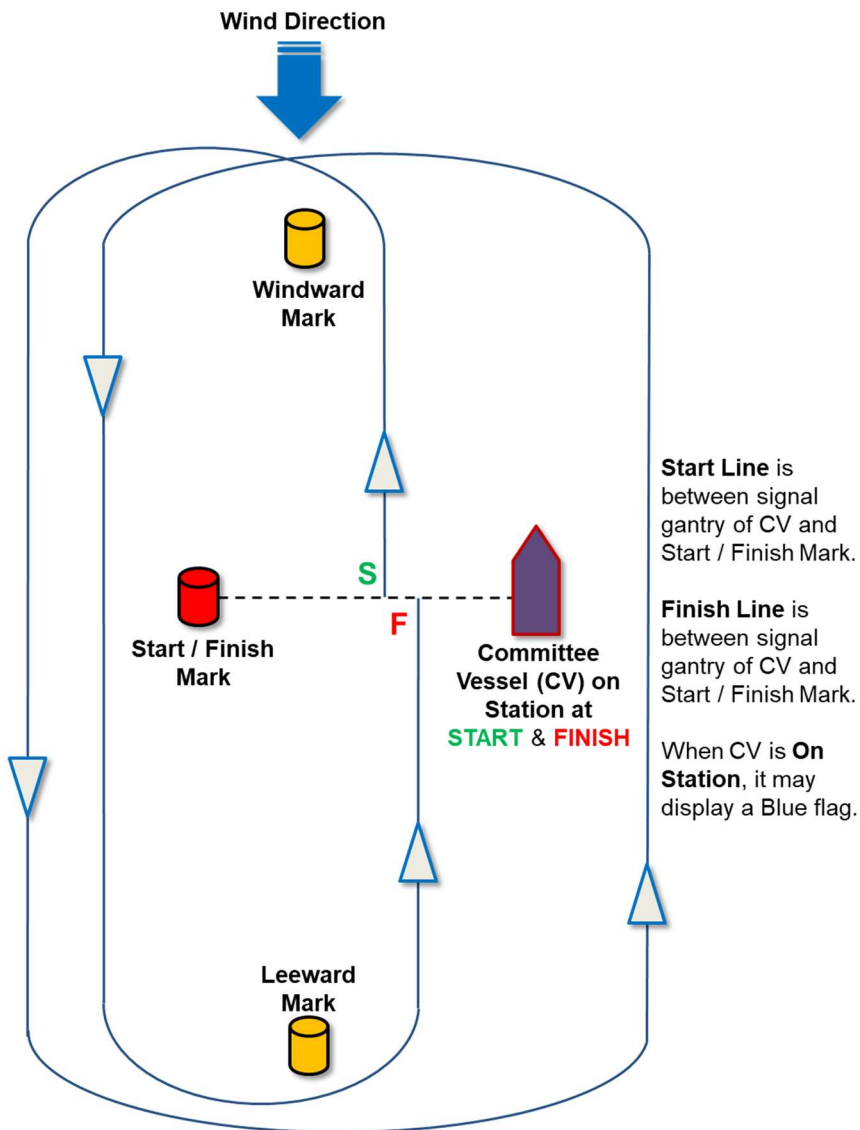 Wind Direction
Windward
Mark
Start Line is
between signal
gantry of CV and
Start / Finish Mark.
S
F
Start / Finish
Mark
Committee
Vessel (CV) on
Station at
START & FINISH
Finish Line is
between signal
gantry of CV and
Start / Finish Mark.
When CV is On
Station, it may
display a Blue flag.
Leeward
Mark